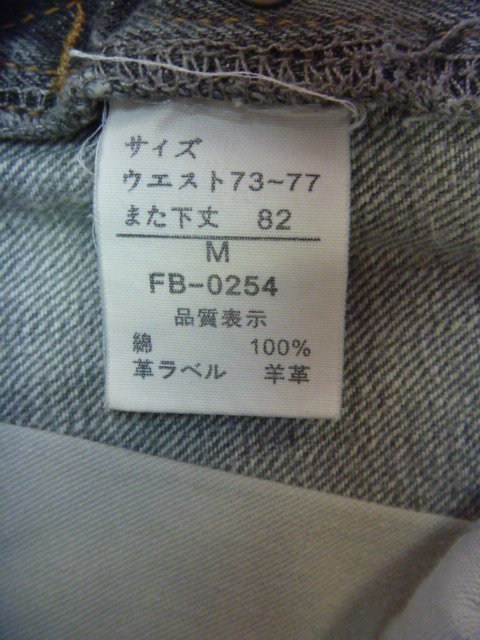 サイズ
ウエスト73~77
また下丈 82
M
FB-0254
品質表示
綿 100%
革ラベル 羊革